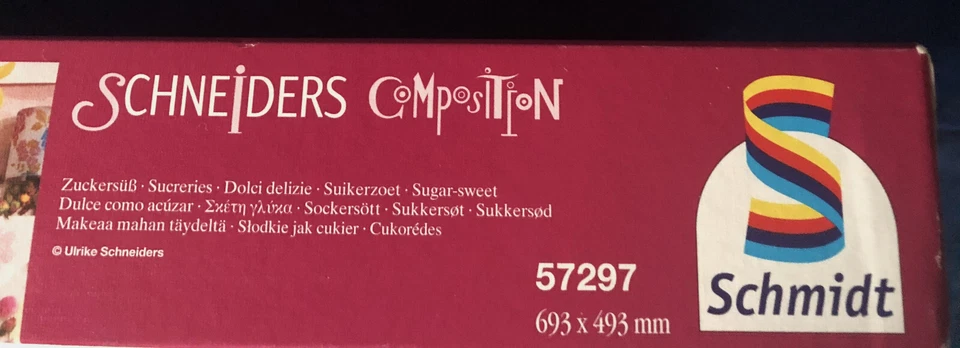 SCHNEIDERS COMPOSITION
Zuckersüß · Sucreries · Dolci delizie · Suikerzoet · Sugar-sweet
Dulce como acúzar · Σκέτη γλύκα · Sockersött · Sukkersøt · Sukkersød
Makeaa mahan täydeltä · Słodkie jak cukier · Cukorédes
© Ulrike Schneiders
57297
693 x 493 mm
Schmidt